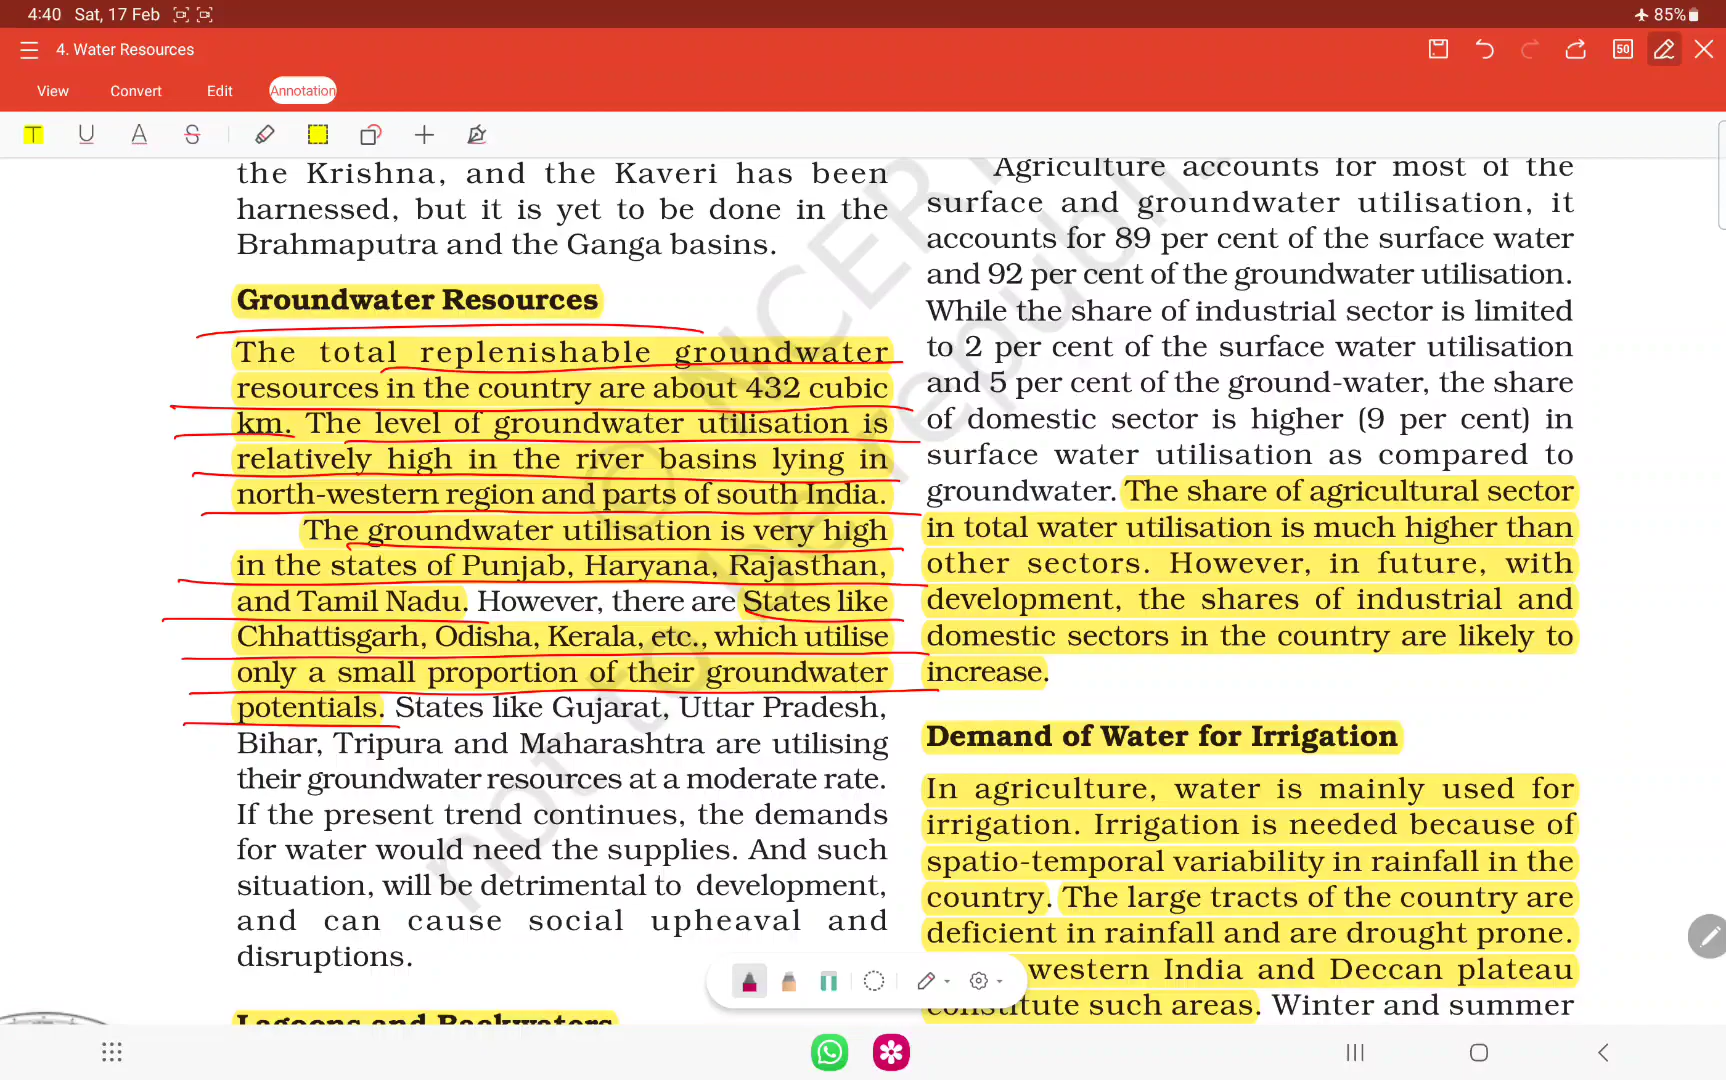 4:40 Sat, 17 Feb
85%
4. Water Resources
50
View Convert Edit Annotation
T U A S
the Krishna, and the Kaveri has been
harnessed, but it is yet to be done in the
Brahmaputra and the Ganga basins.
Groundwater Resources
The total replenishable groundwater
resources in the country are about 432 cubic
km. The level of groundwater utilisation is
relatively high in the river basins lying in
north-western region and parts of south India.
The groundwater utilisation is very high
in the states of Punjab, Haryana, Rajasthan,
and Tamil Nadu. However, there are States like
Chhattisgarh, Odisha, Kerala, etc., which utilise
only a small proportion of their groundwater
potentials. States like Gujarat, Uttar Pradesh,
Bihar, Tripura and Maharashtra are utilising
their groundwater resources at a moderate rate.
If the present trend continues, the demands
for water would need the supplies. And such
situation, will be detrimental to development,
and can cause social upheaval and
disruptions.
Lagoons and Backwaters
Agriculture accounts for most of the
surface and groundwater utilisation, it
accounts for 89 per cent of the surface water
and 92 per cent of the groundwater utilisation.
While the share of industrial sector is limited
to 2 per cent of the surface water utilisation
and 5 per cent of the ground-water, the share
of domestic sector is higher (9 per cent) in
surface water utilisation as compared to
groundwater. The share of agricultural sector
in total water utilisation is much higher than
other sectors. However, in future, with
development, the shares of industrial and
domestic sectors in the country are likely to
increase.
Demand of Water for Irrigation
In agriculture, water is mainly used for
irrigation. Irrigation is needed because of
spatio-temporal variability in rainfall in the
country. The large tracts of the country are
deficient in rainfall and are drought prone.
western India and Deccan plateau
constitute such areas. Winter and summer
© NCERT
not to be republi